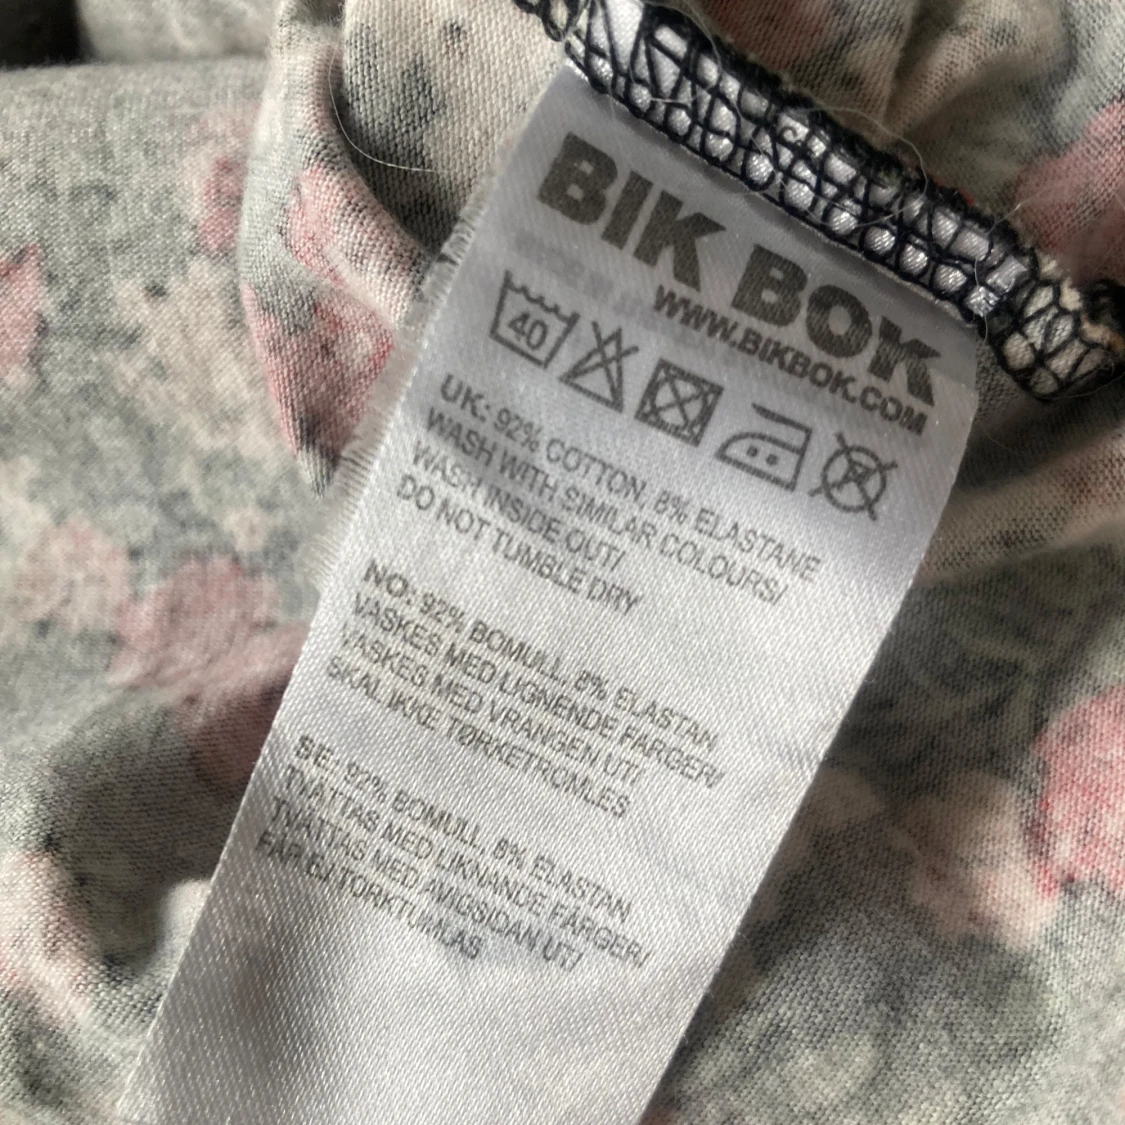 BIK BOK
WWW.BIKBOK.COM
40
P
UK: 92% COTTON, 8% ELASTANE
WASH WITH SIMILAR COLOURS/
WASH INSIDE OUT/
DO NOT TUMBLE DRY
NO: 92% BOMULL, 8% ELASTAN
VASKES MED LIGNENDE FARGER/
VASKES MED VRANGEN UT/
SKAL IKKE TØRKETROMLES
SE: 92% BOMULL, 8% ELASTAN
TVÄTTAS MED LIKNANDE FÄRGER/
TVÄTTAS MED AVIGSIDAN UT/
FÅR EJ TORKTUMLAS